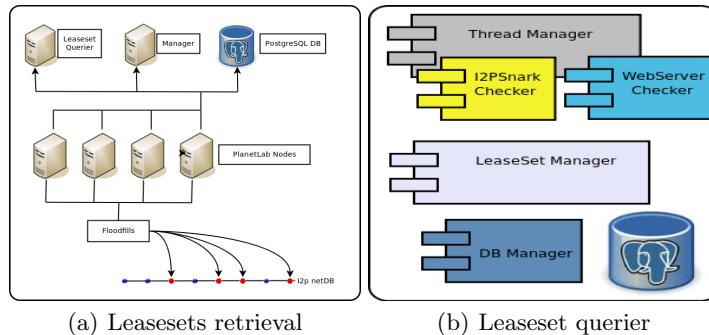 Leaseset
Querier
Manager
PostgreSQL DB
PlanetLab Nodes
Floodfills
I2p netDB
(a) Leasesets retrieval
Thread Manager
I2PSnark
Checker
WebServer
Checker
LeaseSet Manager
DB Manager
(b) Leaseset querier